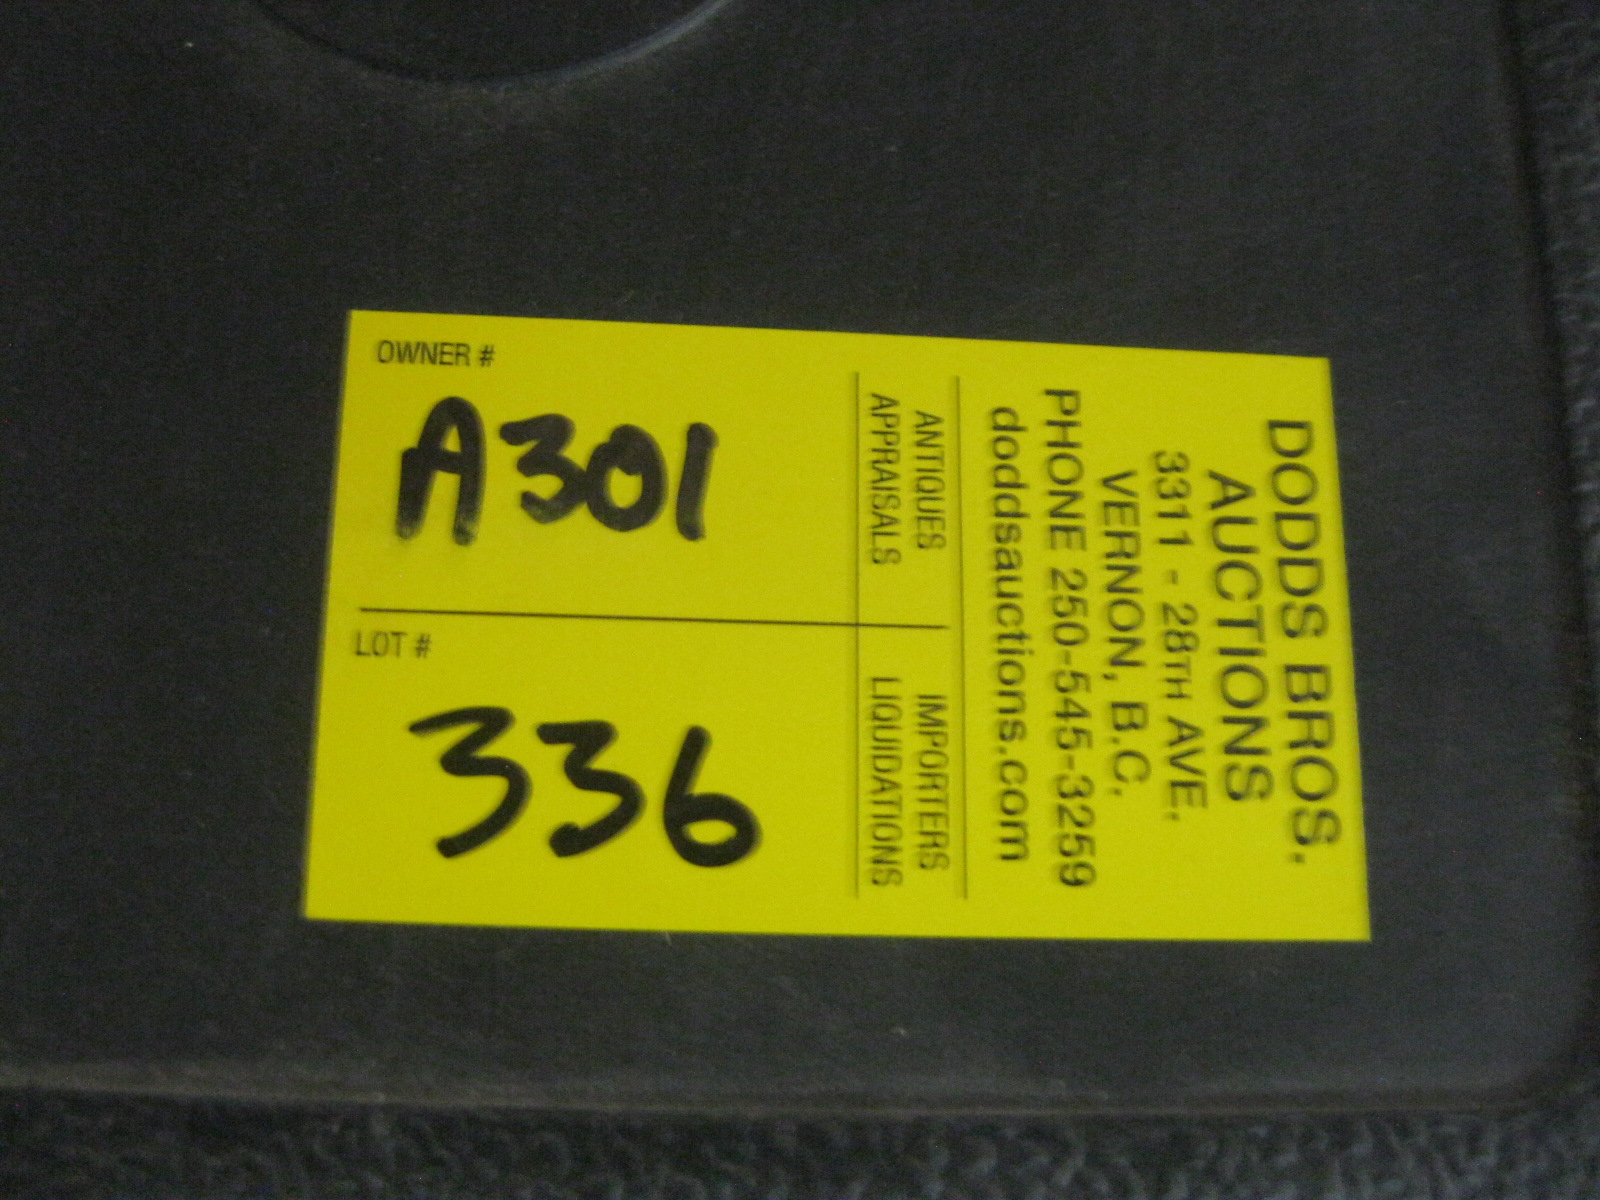 OWNER #
A301
LOT #
336
ANTIQUES
APPRAISALS
IMPORTERS
LIQUIDATIONS
DODDS BROS.
AUCTIONS
3311 - 28TH AVE.
VERNON, B.C.
PHONE 250-545-3259
doddsauctions.com